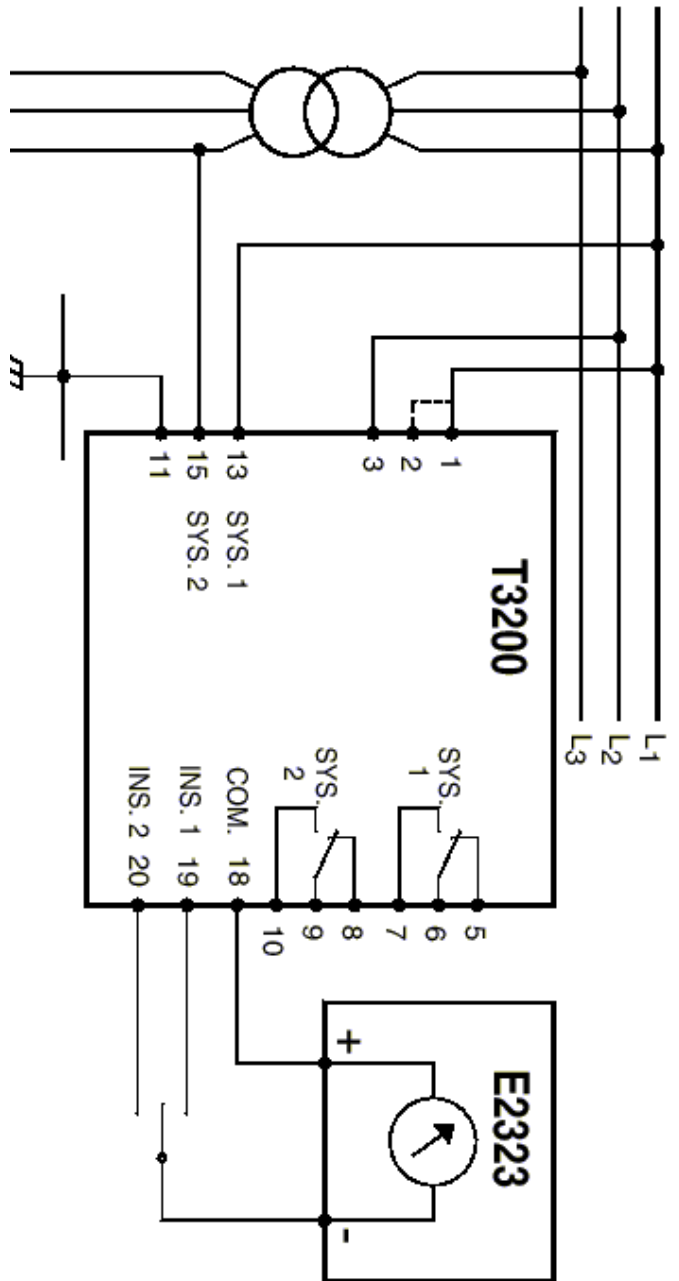 L1
L2
L3
1
2
3
13 SYS. 1
15 SYS. 2
11
T3200
SYS.
1
SYS.
2
5
6
7
8
9
10
COM. 18
INS. 1 19
INS. 2 20
E2323
+
-